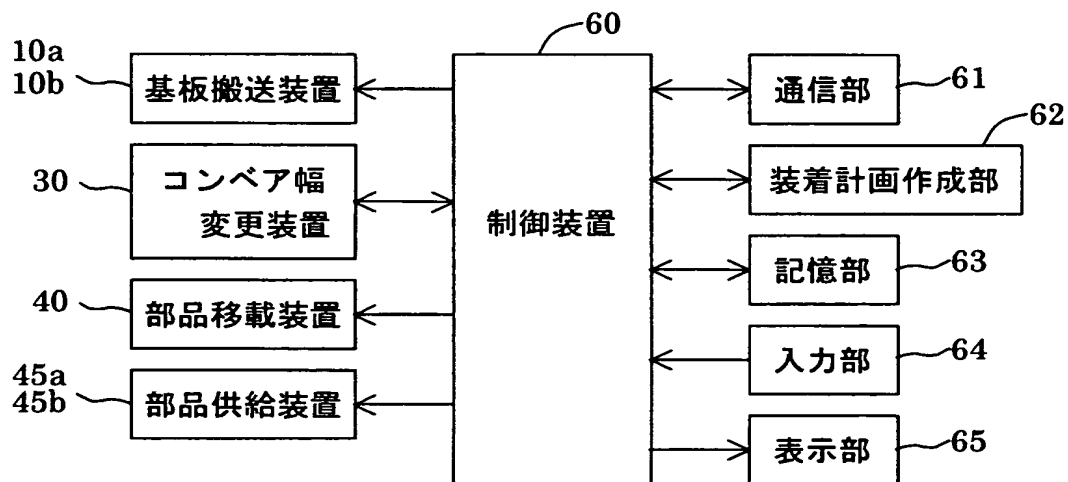 60
10a
10b
基板搬送装置
通信部
61
62
30
コンベア幅
変更装置
制御装置
装着計画作成部
記憶部
63
40
部品移載装置
入力部
64
45a
45b
部品供給装置
表示部
65